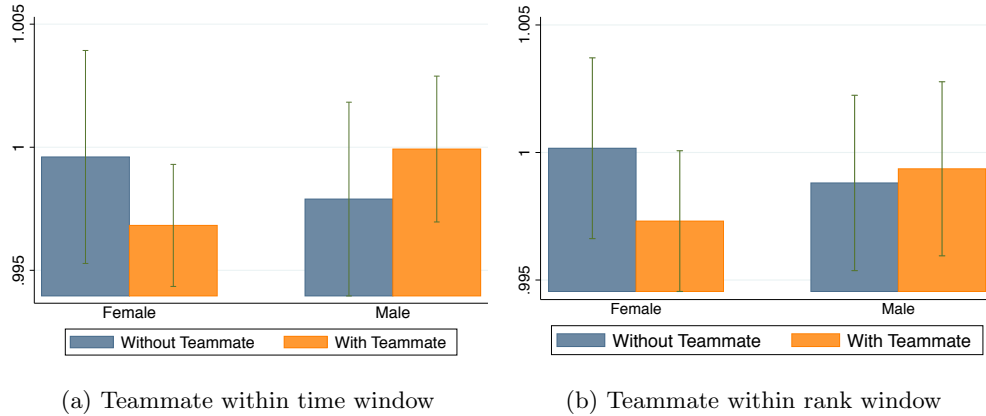 1.005
1
.995
Female
Male
Without Teammate
With Teammate
(a) Teammate within time window
1.005
1
.995
Female
Male
Without Teammate
With Teammate
(b) Teammate within rank window